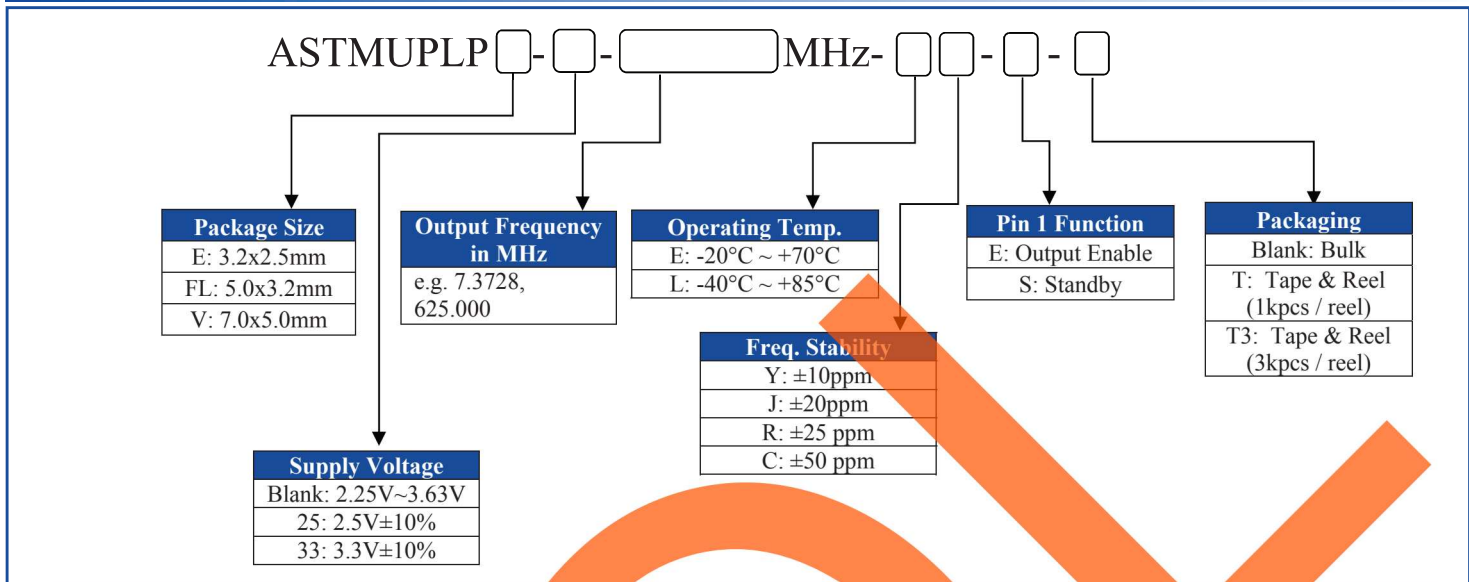 ASTMUPLP - - MHz- - -
Package Size
E: 3.2x2.5mm
FL: 5.0x3.2mm
V: 7.0x5.0mm
Output Frequency
in MHz
e.g. 7.3728,
625.000
Operating Temp.
E: -20°C ~ +70°C
L: -40°C ~ +85°C
Pin 1 Function
E: Output Enable
S: Standby
Packaging
Blank: Bulk
T: Tape & Reel
(1kpcs / reel)
T3: Tape & Reel
(3kpcs / reel)
Freq. Stability
Y: ±10ppm
J: ±20ppm
R: ±25 ppm
C: ±50 ppm
Supply Voltage
Blank: 2.25V~3.63V
25: 2.5V±10%
33: 3.3V±10%